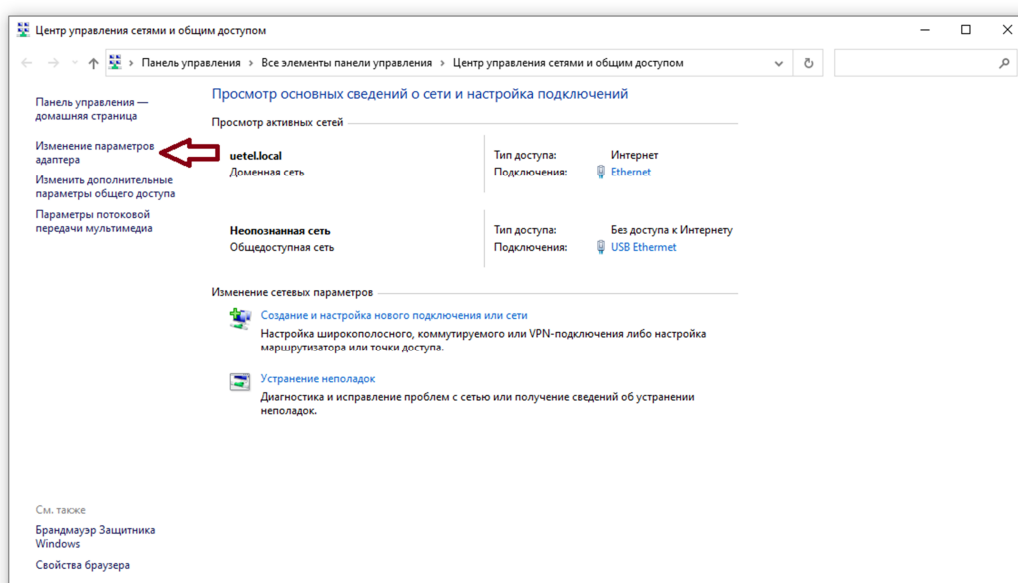 Центр управления сетями и общим доступом
Панель управления › Все элементы панели управления › Центр управления сетями и общим доступом
Панель управления —
домашняя страница
Изменение параметров
адаптера
Изменить дополнительные
параметры общего доступа
Параметры потоковой
передачи мультимедиа
Просмотр основных сведений о сети и настройка подключений
Просмотр активных сетей
uetel.local
Доменная сеть
Тип доступа: Интернет
Подключения: Ethernet
Неопознанная сеть
Общедоступная сеть
Тип доступа: Без доступа к Интернету
Подключения: USB Ethermet
Изменение сетевых параметров
Создание и настройка нового подключения или сети
Настройка широкополосного, коммутируемого или VPN-подключения либо настройка
маршрутизатора или точки доступа.
Устранение неполадок
Диагностика и исправление проблем с сетью или получение сведений об устранении
неполадок.
См. также
Брандмауэр Защитника
Windows
Свойства браузера